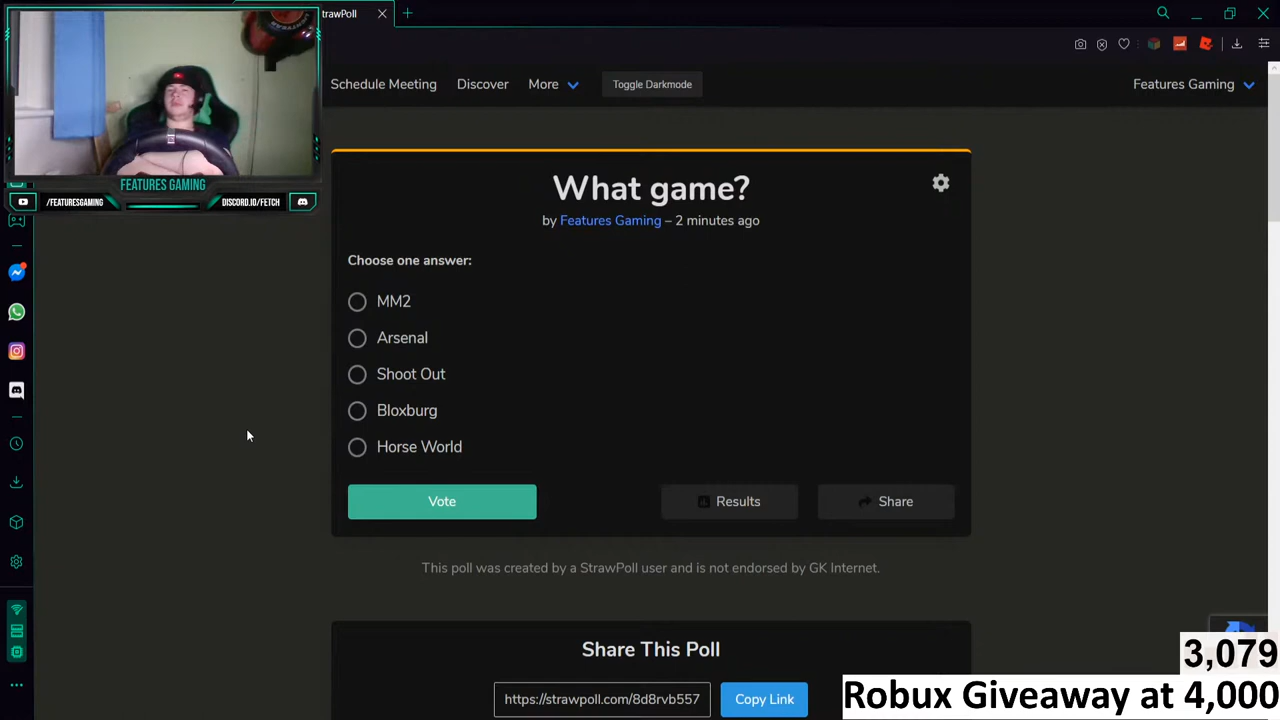 trawPoll
Schedule Meeting Discover More Toggle Darkmode Features Gaming
FEATURES GAMING
/FEATURESGAMING DISCORD.IO/FETCH
What game?
by Features Gaming – 2 minutes ago
Choose one answer:
MM2
Arsenal
Shoot Out
Bloxburg
Horse World
Vote Results Share
This poll was created by a StrawPoll user and is not endorsed by GK Internet.
Share This Poll
https://strawpoll.com/8d8rvb557 Copy Link
3,079
Robux Giveaway at 4,000